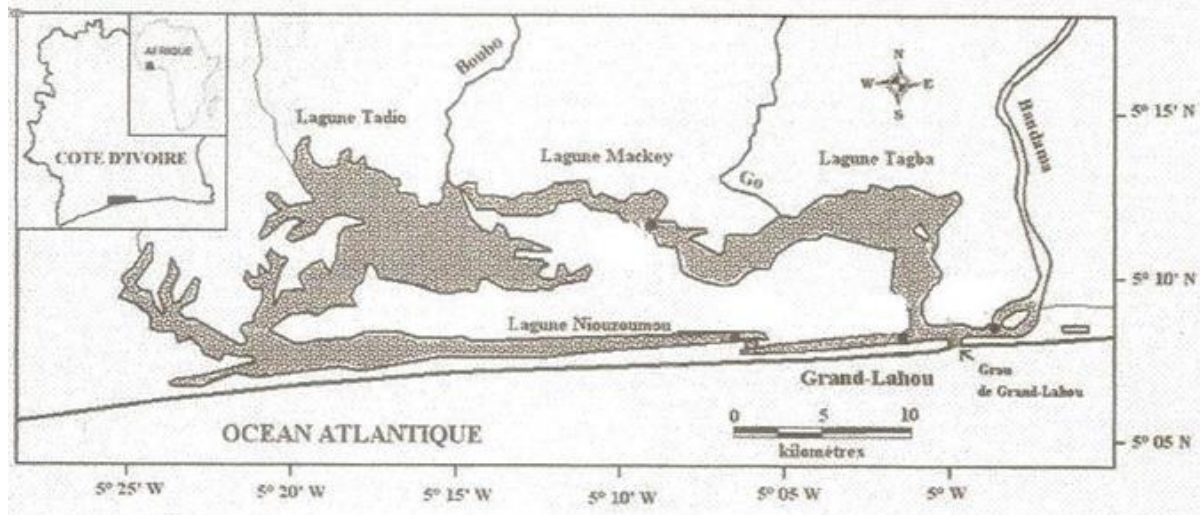 AFRIQUE
COTE D'IVOIRE
Lagune Tadio
Boubo
Lagune Mackey
Go
N
W E
S
Lagune Tagba
Bandama
5° 15' N
5° 10' N
5° 05 N
Lagune Niouzoumou
Grand-Lahou
Grau
de Grand-Lahou
OCEAN ATLANTIQUE
0 5 10
kilomètres
5° 25' W 5° 20' W 5° 15' W 5° 10' W 5° 05 W 5° W